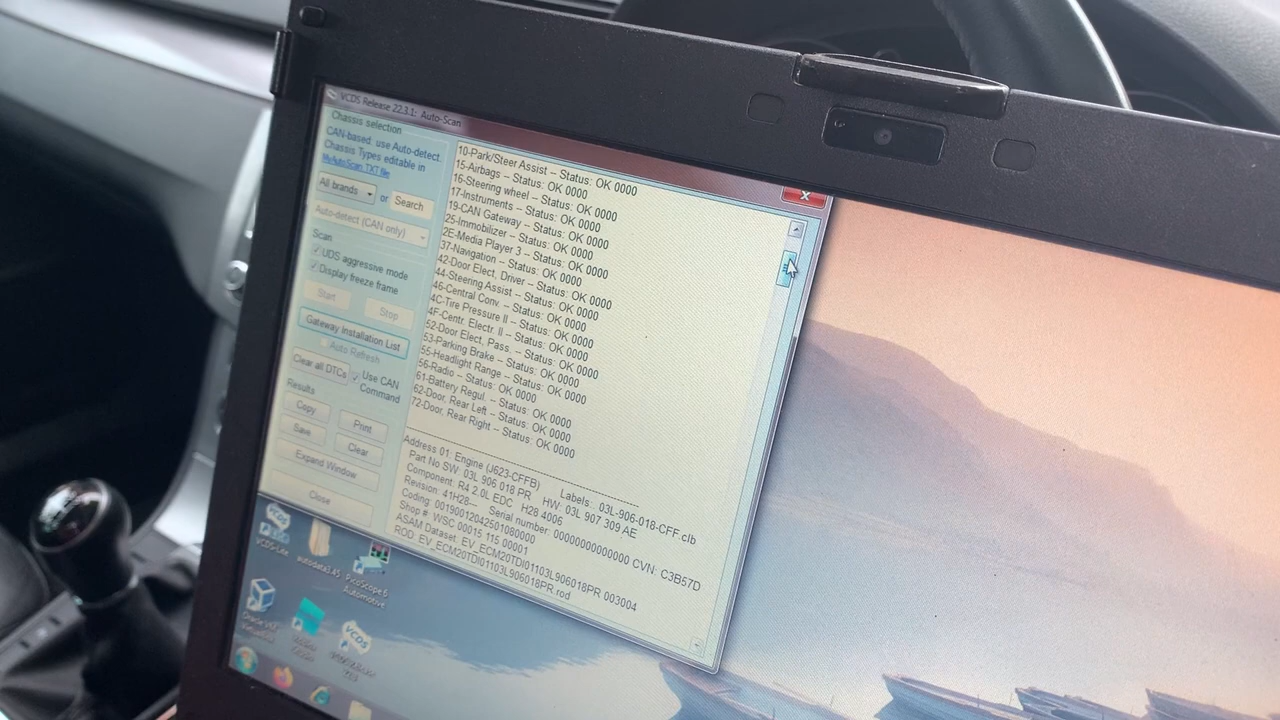 VCDS Release 22.3.1: Auto-Scan
Chassis selection
CAN-based use Auto-detect.
Chassis Types editable in
MyAutoScan.TXT file
All brands
or
Search
Auto-detect (CAN only)
Scan
UDS aggressive mode
Display freeze frame
Start
Stop
Gateway Installation List
Auto Refresh
Clear all DTCs
Use CAN
Command
Results
Copy
Print
Save
Clear
Expand Window
Close
10-Park/Steer Assist -- Status: OK 0000
15-Airbags -- Status: OK 0000
16-Steering wheel -- Status: OK 0000
17-Instruments -- Status: OK 0000
19-CAN Gateway -- Status: OK 0000
25-Immobilizer -- Status: OK 0000
2E-Media Player 3 -- Status: OK 0000
37-Navigation -- Status: OK 0000
42-Door Elect, Driver -- Status: OK 0000
44-Steering Assist -- Status: OK 0000
46-Central Conv. -- Status: OK 0000
4C-Tire Pressure II -- Status: OK 0000
4F-Centr. Electr. II -- Status: OK 0000
52-Door Elect, Pass. -- Status: OK 0000
53-Parking Brake -- Status: OK 0000
55-Headlight Range -- Status: OK 0000
56-Radio -- Status: OK 0000
61-Battery Regul. -- Status: OK 0000
62-Door, Rear Left -- Status: OK 0000
72-Door, Rear Right -- Status: OK 0000
Address 01: Engine (J623-CFFB) Labels: 03L-906-018-CFF.clb
Part No SW: 03L 906 018 PR HW: 03L 907 309 AE
Component: R4 2.0L EDC H28 4006
Revision: 41H28--- Serial number: 00000000000000 CVN: C3B57D
Coding: 00190012042501080000
Shop #: WSC 00015 115 00001
ASAM Dataset: EV_ECM20TDI01103L906018PR 003004
ROD: EV_ECM20TDI01103L906018PR.rod
VCDS-Lite
autodata3.45
PicoScope 6
Automotive
Oracle VM